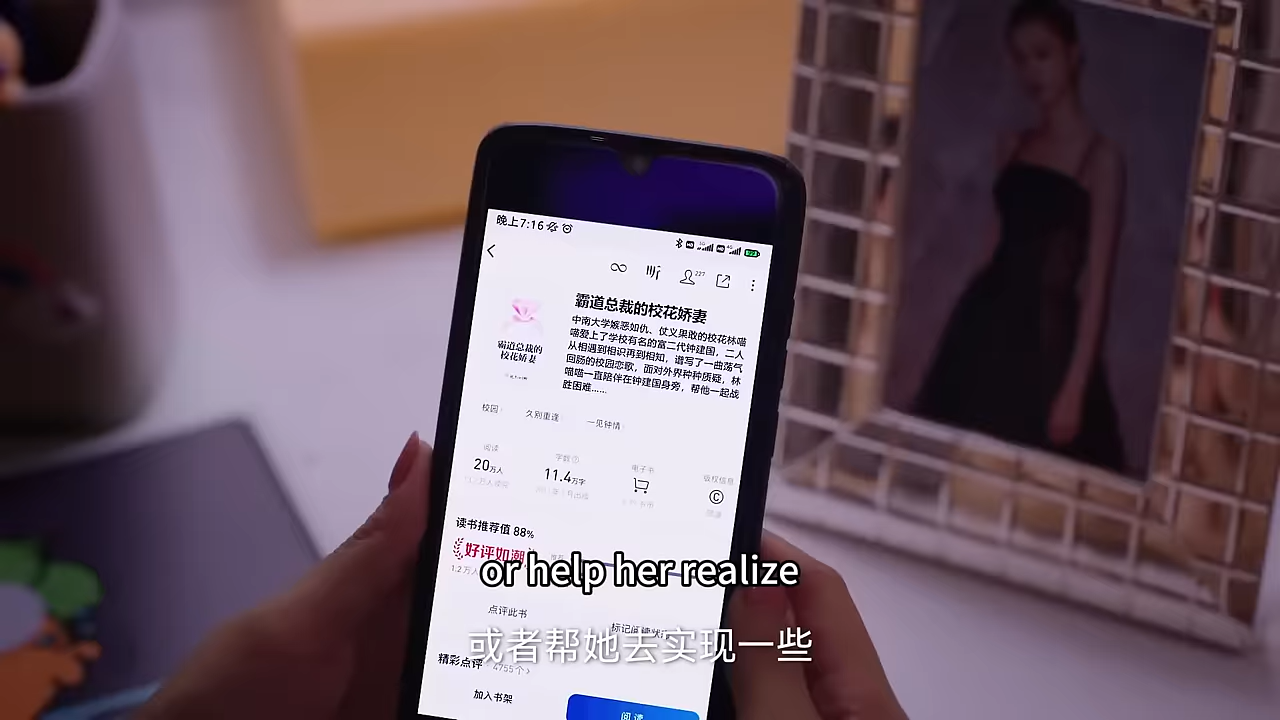 晚上7:16
227
霸道总裁的校花娇妻
中南大学嫉恶如仇、仗义果敢的校花林喵
喵爱上了学校有名的富二代钟建国，二人
从相遇到相识再到相知，谱写了一曲荡气
回肠的校园恋歌，面对外界种种质疑，林
喵喵一直陪伴在钟建国身旁，帮他一起战
胜困难......
霸道总裁的
校花娇妻
校园
久别重逢
一见钟情
阅读
字数
电子书
版权信息
20万人
11.4万字
读书推荐值 88%
好评如潮
点评此书
精彩点评 4755个>
加入书架
阅读
or help her realize
或者帮她去实现一些